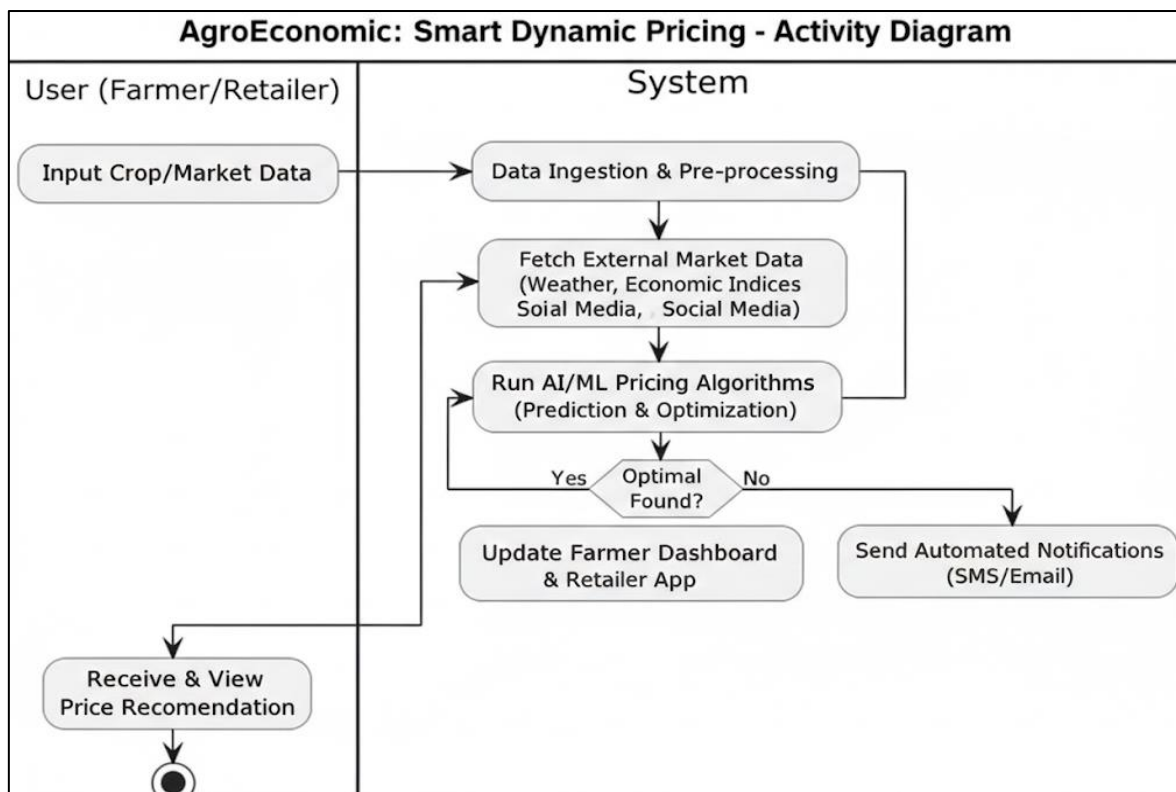 AgroEconomic: Smart Dynamic Pricing - Activity Diagram
User (Farmer/Retailer)
System
Input Crop/Market Data
Data Ingestion & Pre-processing
Fetch External Market Data
(Weather, Economic Indices
Soial Media, , Social Media)
Run AI/ML Pricing Algorithms
(Prediction & Optimization)
Yes
Optimal
Found?
No
Update Farmer Dashboard
& Retailer App
Send Automated Notifications
(SMS/Email)
Receive & View
Price Recomendation